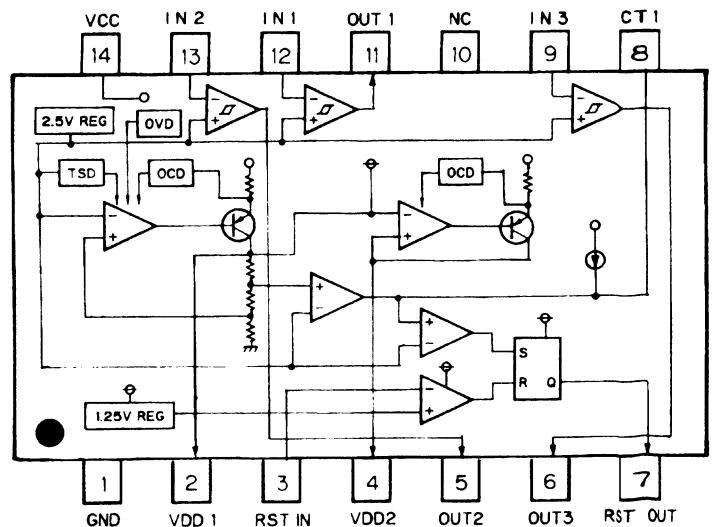 VCC IN 2 IN 1 OUT 1 NC IN 3 CT 1
14 13 12 11 10 9 8
2.5V REG OVD
TSD OCD OCD
- + - + - +
- + - +
+ -
+ -
S
R Q
- +
1.25V REG
1 2 3 4 5 6 7
GND VDD 1 RST IN VDD2 OUT2 OUT3 RST OUT